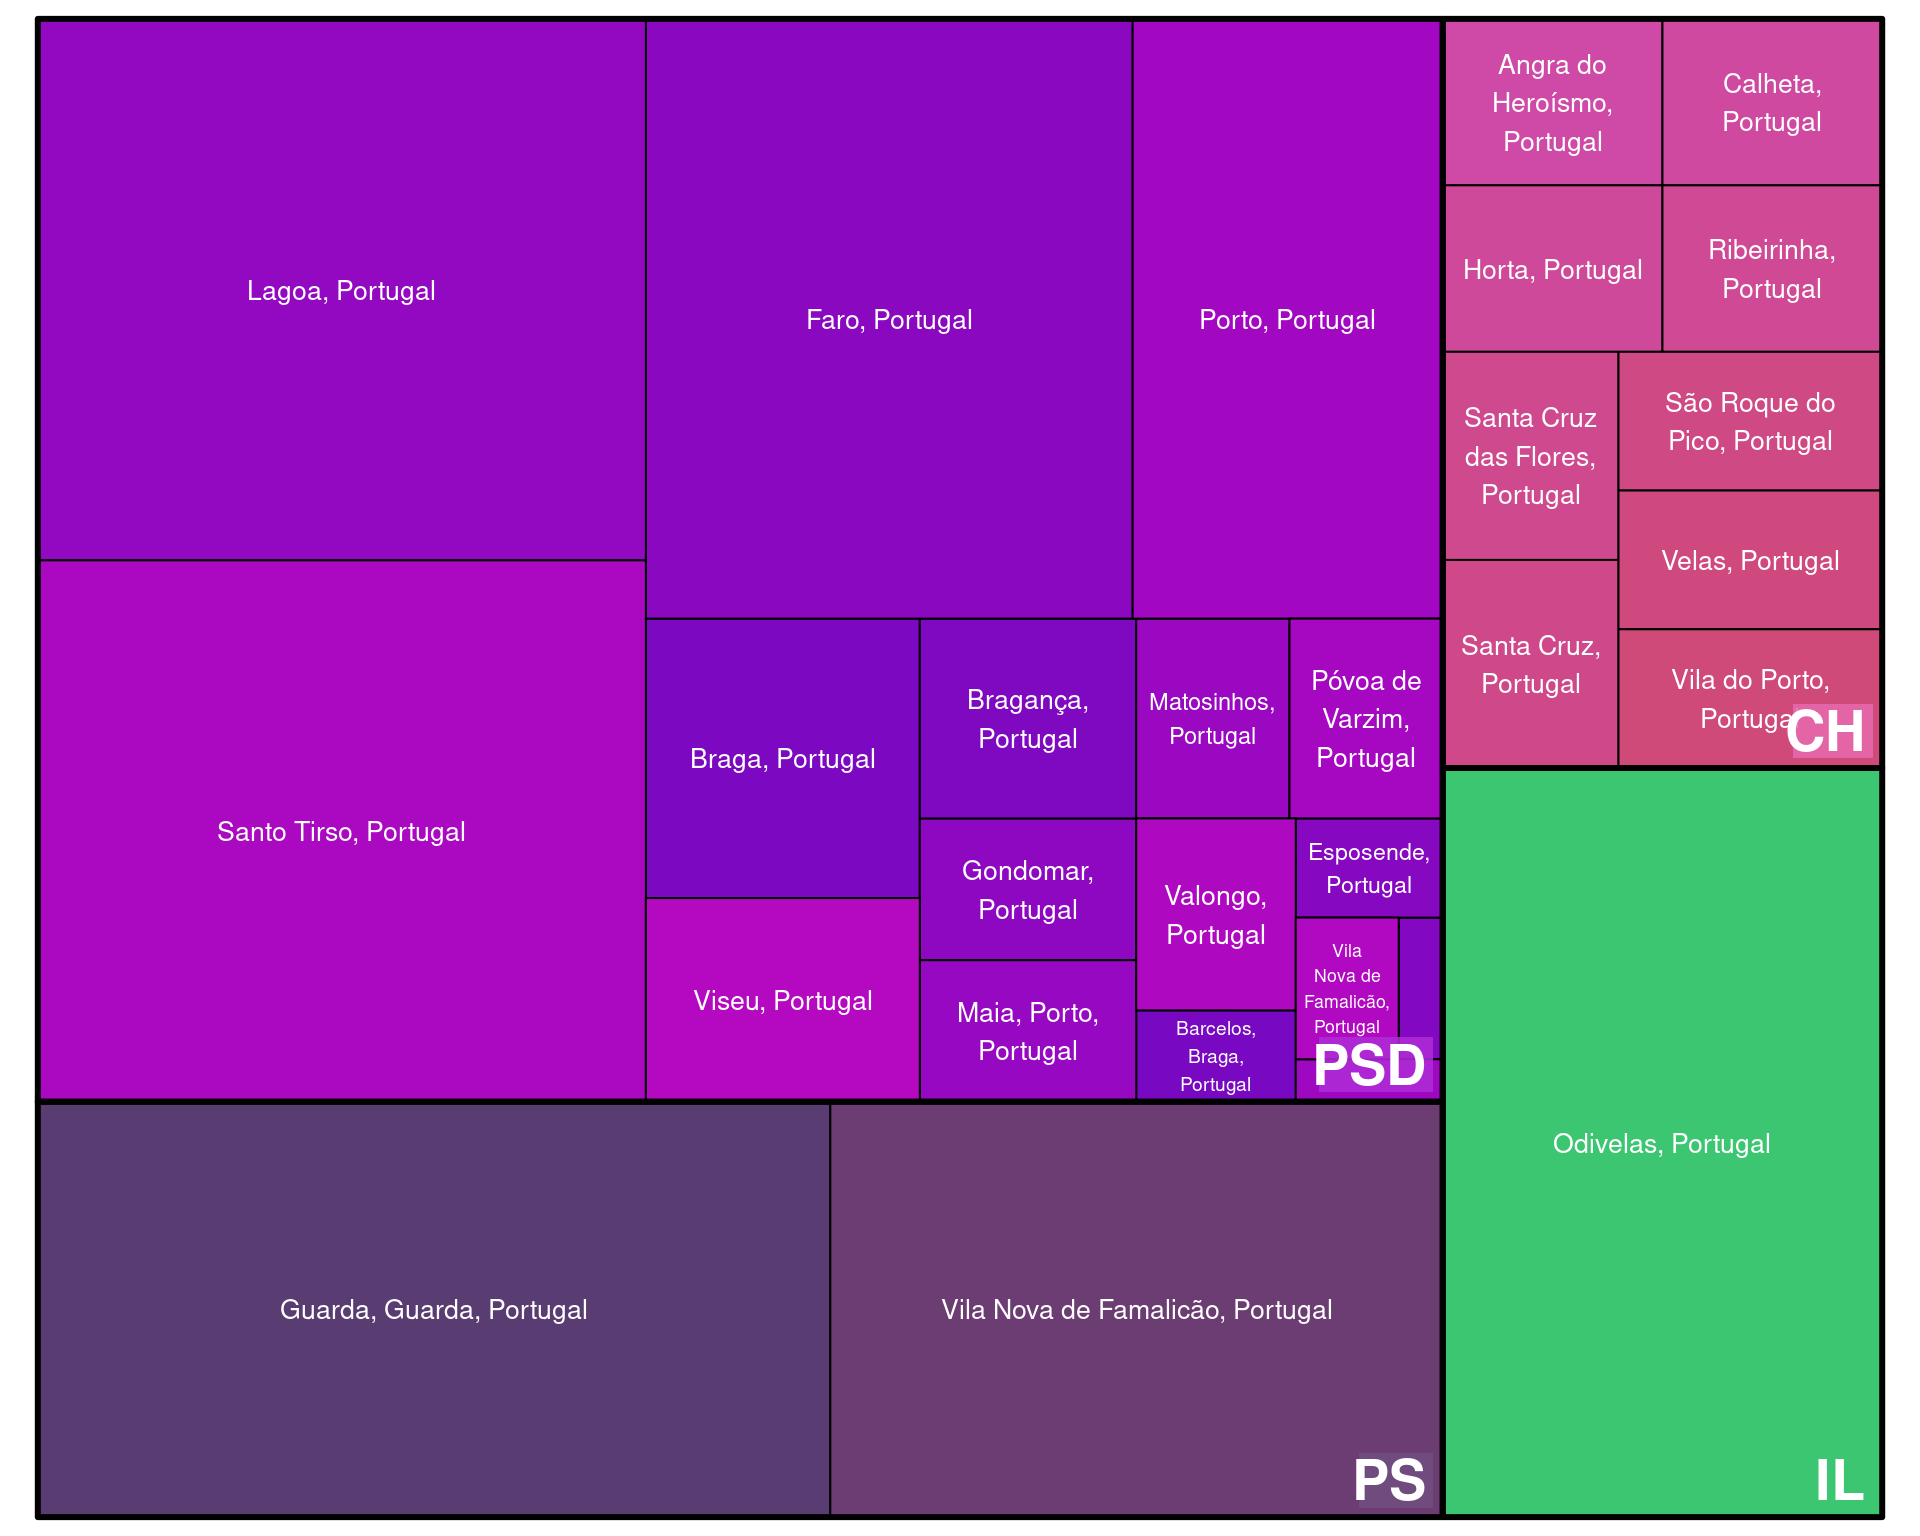 Lagoa, Portugal
Santo Tirso, Portugal
Faro, Portugal
Porto, Portugal
Braga, Portugal
Viseu, Portugal
Bragança,
Portugal
Gondomar,
Portugal
Maia, Porto,
Portugal
Matosinhos,
Portugal
Póvoa de
Varzim,
Portugal
Valongo,
Portugal
Barcelos,
Braga,
Portugal
Esposende,
Portugal
Vila
Nova de
Famalicão,
Portugal
PSD
Guarda, Guarda, Portugal
Vila Nova de Famalicão, Portugal
PS
Angra do
Heroísmo,
Portugal
Calheta,
Portugal
Horta, Portugal
Ribeirinha,
Portugal
Santa Cruz
das Flores,
Portugal
Santa Cruz,
Portugal
São Roque do
Pico, Portugal
Velas, Portugal
Vila do Porto,
Portugal
CH
Odivelas, Portugal
IL